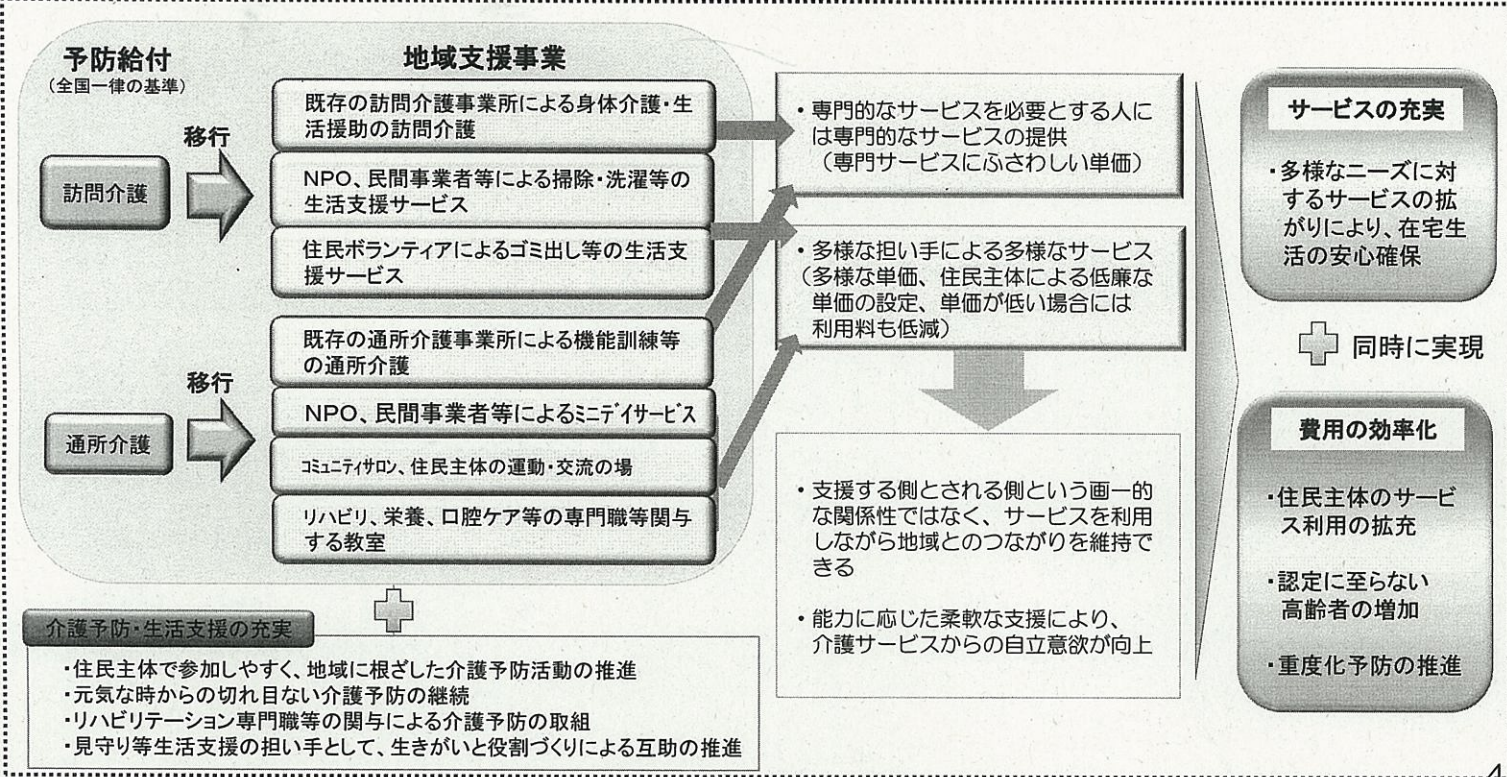 予防給付
(全国一律の基準)
移行
訪問介護
移行
通所介護
地域支援事業
既存の訪問介護事業所による身体介護・生
活援助の訪問介護
NPO、民間事業者等による掃除・洗濯等の
生活支援サービス
住民ボランティアによるゴミ出し等の生活支
援サービス
既存の通所介護事業所による機能訓練等
の通所介護
NPO、民間事業者等によるﾐﾆﾃﾞｲｻｰﾋﾞｽ
ｺﾐｭﾆﾃｨｻﾛﾝ、住民主体の運動・交流の場
リハビリ、栄養、口腔ケア等の専門職等関与
する教室
介護予防・生活支援の充実
・住民主体で参加しやすく、地域に根ざした介護予防活動の推進
・元気な時からの切れ目ない介護予防の継続
・リハビリテーション専門職等の関与による介護予防の取組
・見守り等生活支援の担い手として、生きがいと役割づくりによる互助の推進
・専門的なサービスを必要とする人に
は専門的なサービスの提供
（専門サービスにふさわしい単価）
・多様な担い手による多様なサービス
（多様な単価、住民主体による低廉な
単価の設定、単価が低い場合には
利用料も低減）
・支援する側とされる側という画一的
な関係性ではなく、サービスを利用
しながら地域とのつながりを維持で
きる
・能力に応じた柔軟な支援により、
介護サービスからの自立意欲が向上
サービスの充実
・多様なニーズに対
するサービスの拡
がりにより、在宅生
活の安心確保
同時に実現
費用の効率化
・住民主体のサービ
ス利用の拡充
・認定に至らない
高齢者の増加
・重度化予防の推進